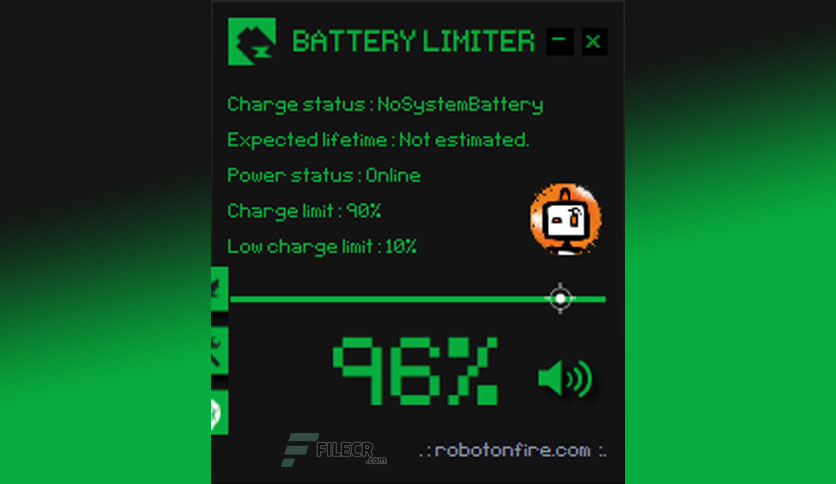 BATTERY LIMITER
Charge status : NoSystemBattery
Expected lifetime : Not estimated.
Power status : Online
Charge limit : 90%
Low charge limit : 10%
96%
FILECR
.com
.: robotonfire.com :.